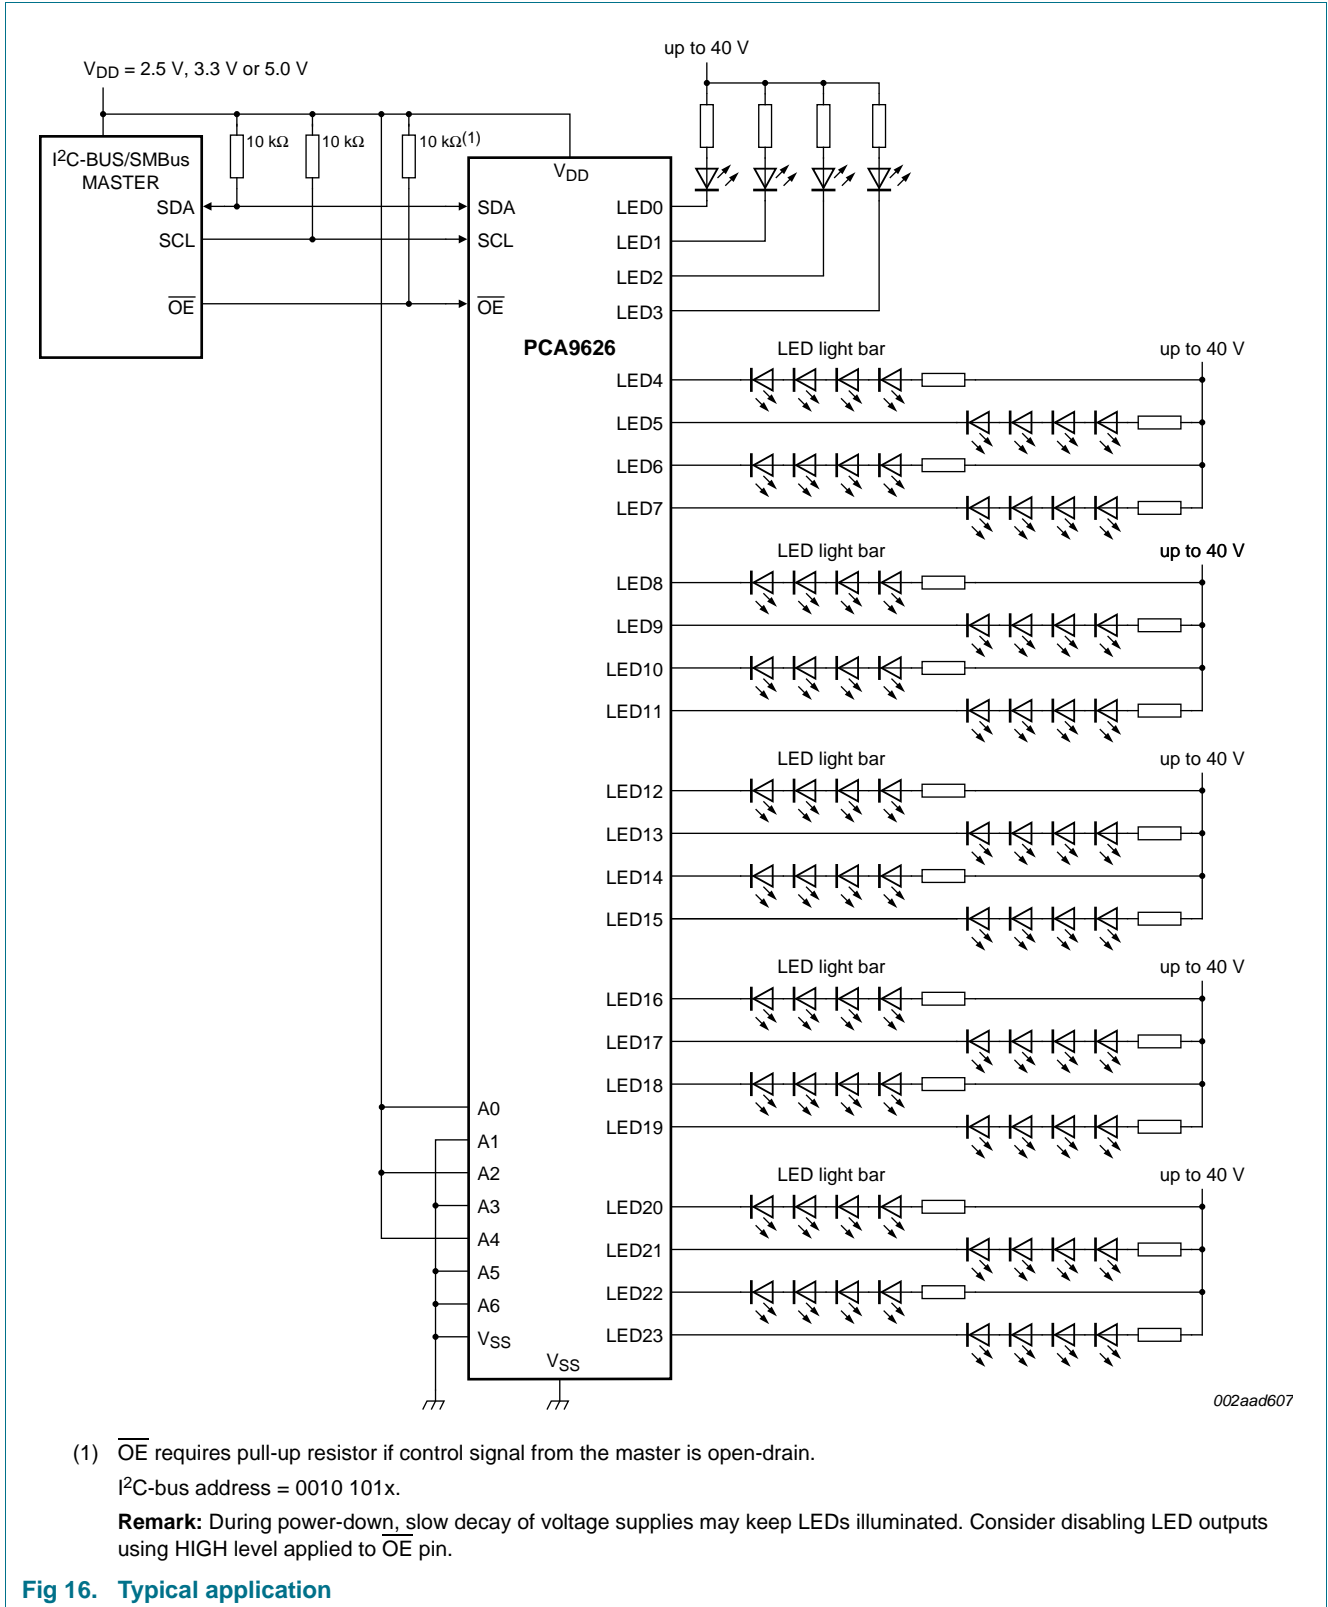 up to 40 V
VDD = 2.5 V, 3.3 V or 5.0 V
10 kΩ
10 kΩ
10 kΩ(1)
I2C-BUS/SMBus
MASTER
SDA
SCL
OE
VDD
SDA
SCL
OE
PCA9626
LED0
LED1
LED2
LED3
LED light bar
up to 40 V
LED4
LED5
LED6
LED7
LED light bar
up to 40 V
LED8
LED9
LED10
LED11
LED light bar
up to 40 V
LED12
LED13
LED14
LED15
LED light bar
up to 40 V
LED16
LED17
LED18
LED19
LED light bar
up to 40 V
LED20
LED21
LED22
LED23
A0
A1
A2
A3
A4
A5
A6
VSS
VSS
002aad607
(1) OE requires pull-up resistor if control signal from the master is open-drain.
I2C-bus address = 0010 101x.
Remark: During power-down, slow decay of voltage supplies may keep LEDs illuminated. Consider disabling LED outputs
using HIGH level applied to OE pin.
Fig 16. Typical application